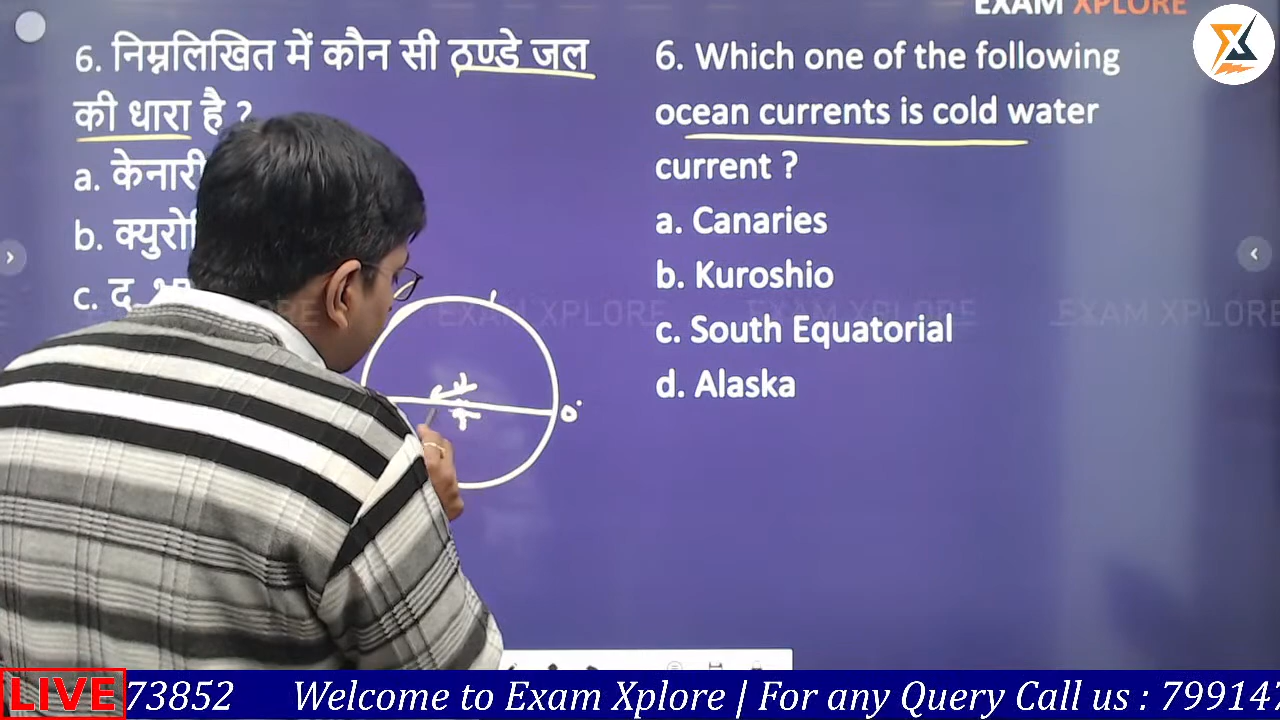 EXAM XPLORE
6. निम्नलिखित में कौन सी ठण्डे जल
की धारा है ?
a. केनारी
b.
c. द.
6. Which one of the following
ocean currents is cold water
current ?
a. Canaries
b. Kuroshio
c. South Equatorial
d. Alaska
EXAM XPLORE EXAM XPLORE EXAM XPLORE
0°
LIVE 73852 Welcome to Exam Xplore | For any Query Call us : 799147